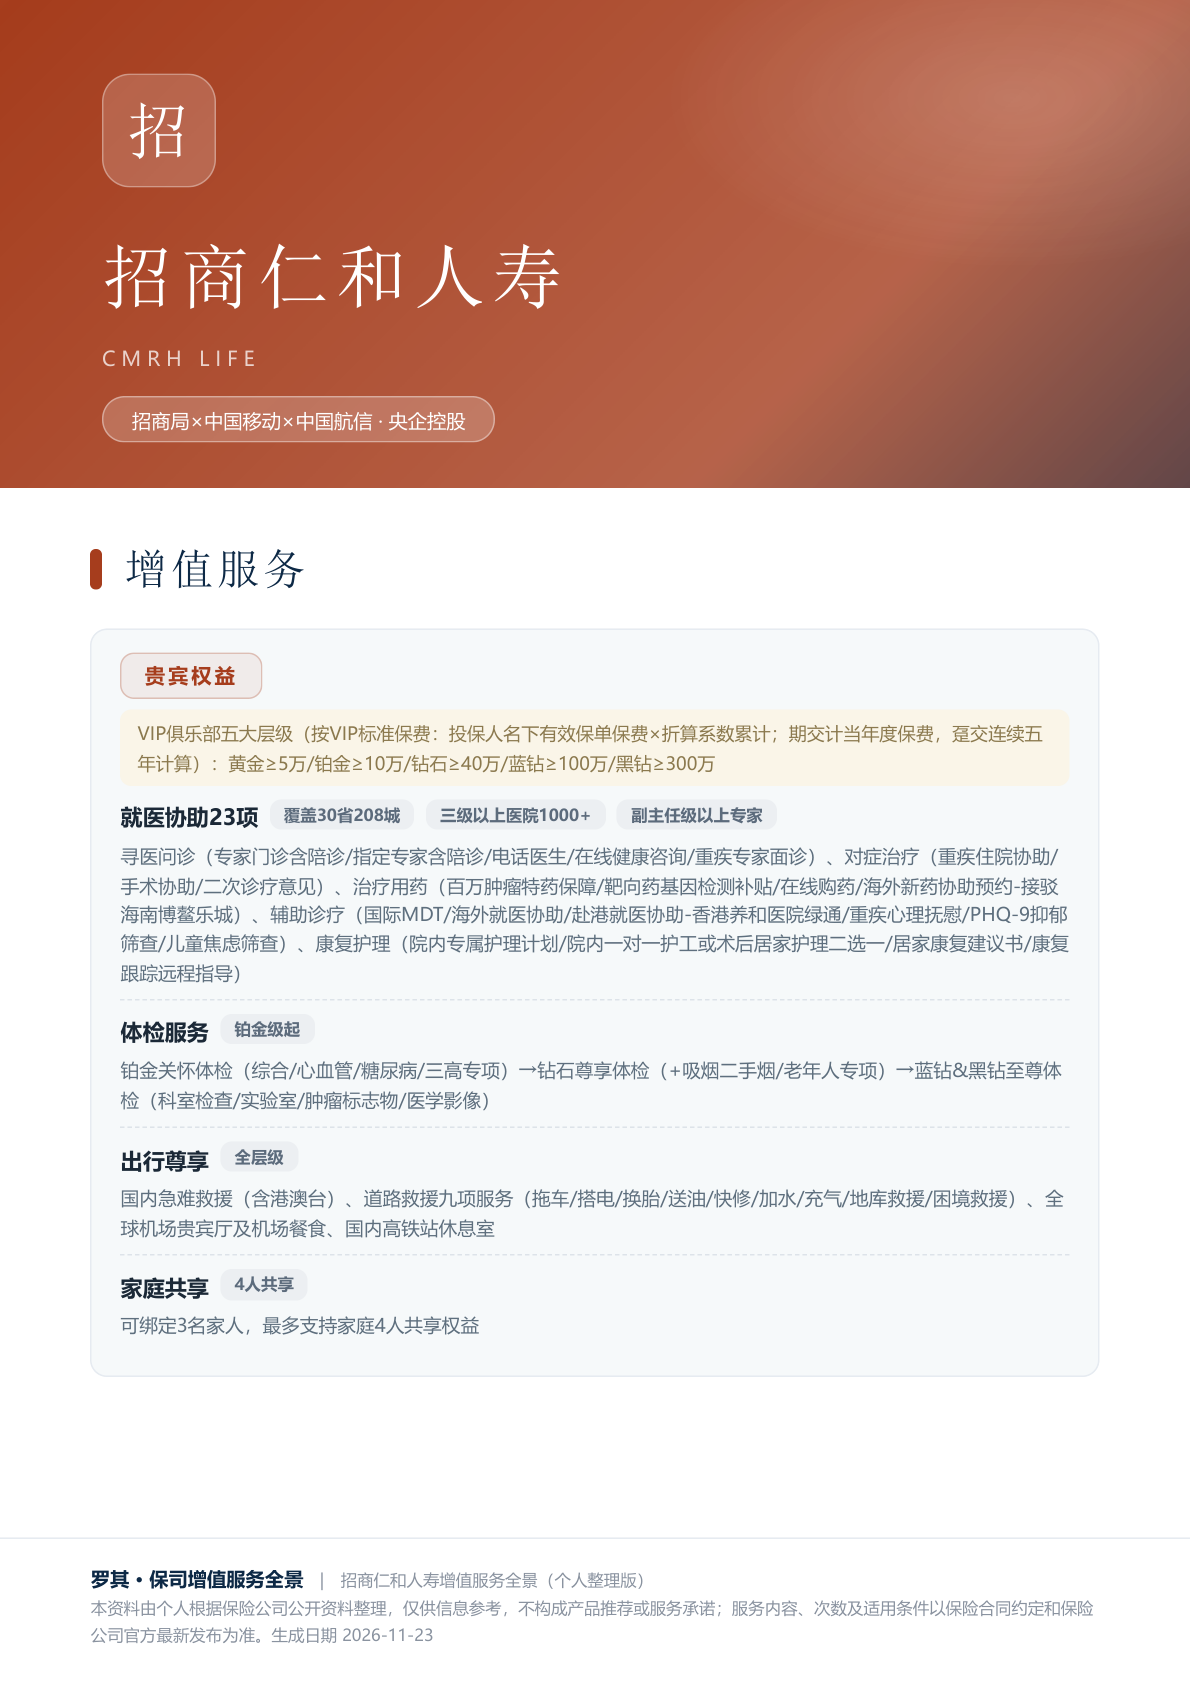 招
招商仁和人寿
CMRH LIFE
招商局×中国移动×中国航信 · 央企控股
增值服务
贵宾权益
VIP俱乐部五大层级（按VIP标准保费：投保人名下有效保单保费×折算系数累计；期交计当年度保费，趸交连续五
年计算）：黄金≥5万/铂金≥10万/钻石≥40万/蓝钻≥100万/黑钻≥300万
就医协助23项 覆盖30省208城 三级以上医院1000+ 副主任级以上专家
寻医问诊（专家门诊含陪诊/指定专家含陪诊/电话医生/在线健康咨询/重疾专家面诊）、对症治疗（重疾住院协助/
手术协助/二次诊疗意见）、治疗用药（百万肿瘤特药保障/靶向药基因检测补贴/在线购药/海外新药协助预约-接驳
海南博鳌乐城）、辅助诊疗（国际MDT/海外就医协助/赴港就医协助-香港养和医院绿通/重疾心理抚慰/PHQ-9抑郁
筛查/儿童焦虑筛查）、康复护理（院内专属护理计划/院内一对一护工或术后居家护理二选一/居家康复建议书/康复
跟踪远程指导）
体检服务 铂金级起
铂金关怀体检（综合/心血管/糖尿病/三高专项）→钻石尊享体检（+吸烟二手烟/老年人专项）→蓝钻&黑钻至尊体
检（科室检查/实验室/肿瘤标志物/医学影像）
出行尊享 全层级
国内急难救援（含港澳台）、道路救援九项服务（拖车/搭电/换胎/送油/快修/加水/充气/地库救援/困境救援）、全
球机场贵宾厅及机场餐食、国内高铁站休息室
家庭共享 4人共享
可绑定3名家人，最多支持家庭4人共享权益
罗其·保司增值服务全景 | 招商仁和人寿增值服务全景（个人整理版）
本资料由个人根据保险公司公开资料整理，仅供信息参考，不构成产品推荐或服务承诺；服务内容、次数及适用条件以保险合同约定和保险
公司官方最新发布为准。生成日期 2026-11-23